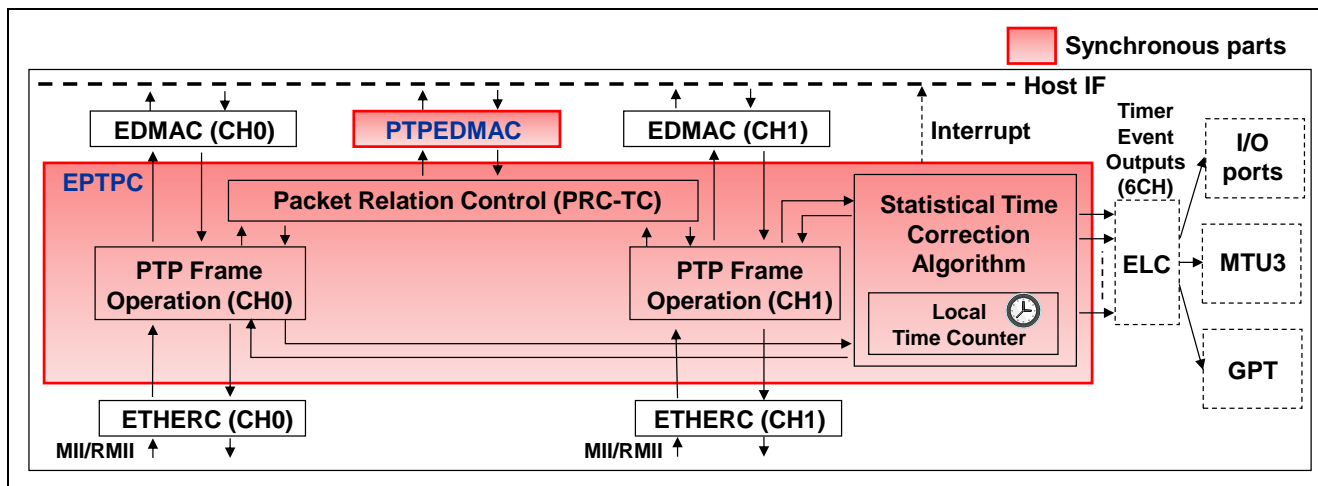 Synchronous parts
Host IF
EDMAC (CH0)
PTPEDMAC
EDMAC (CH1)
Interrupt
Timer
Event
Outputs
(6CH)
I/O
ports
EPTPC
Packet Relation Control (PRC-TC)
Statistical Time
Correction
Algorithm
PTP Frame
Operation (CH0)
PTP Frame
Operation (CH1)
ELC
MTU3
Local
Time Counter
GPT
ETHERC (CH0)
ETHERC (CH1)
MII/RMII
MII/RMII